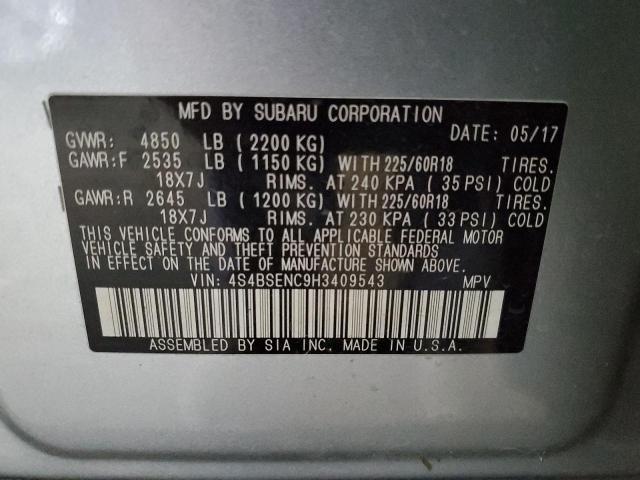 MFD BY SUBARU CORPORATION
GVWR: 4850 LB (2200 KG) DATE: 05/17
GAWR:F 2535 LB (1150 KG) WITH 225/60R18 TIRES.
18X7J RIMS. AT 240 KPA (35 PSI) COLD
GAWR:R 2645 LB (1200 KG) WITH 225/60R18 TIRES.
18X7J RIMS. AT 230 KPA (33 PSI) COLD
THIS VEHICLE CONFORMS TO ALL APPLICABLE FEDERAL MOTOR
VEHICLE SAFETY AND THEFT PREVENTION STANDARDS
IN EFFECT ON THE DATE OF MANUFACTURE SHOWN ABOVE.
VIN: 4S4BSENC9H3409543 MPV
ASSEMBLED BY SIA INC. MADE IN U.S.A.